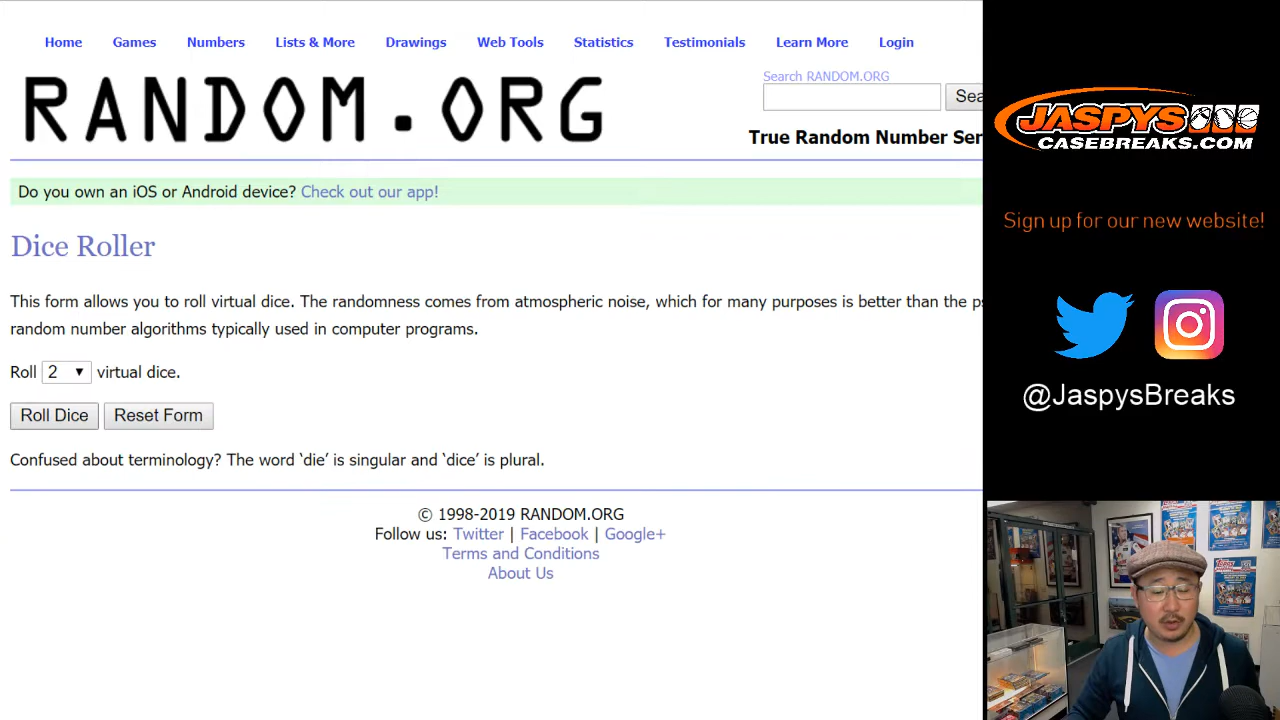 Home Games Numbers Lists & More Drawings Web Tools Statistics Testimonials Learn More Login
RANDOM.ORG
Search RANDOM.ORG
Sea
True Random Number Ser
Do you own an iOS or Android device? Check out our app!
Dice Roller
This form allows you to roll virtual dice. The randomness comes from atmospheric noise, which for many purposes is better than the ps
random number algorithms typically used in computer programs.
Roll 2 virtual dice.
Roll Dice Reset Form
Confused about terminology? The word ‘die’ is singular and ‘dice’ is plural.
© 1998-2019 RANDOM.ORG
Follow us: Twitter | Facebook | Google+
Terms and Conditions
About Us
JASPYS
CASEBREAKS.COM
Sign up for our new website!
@JaspysBreaks